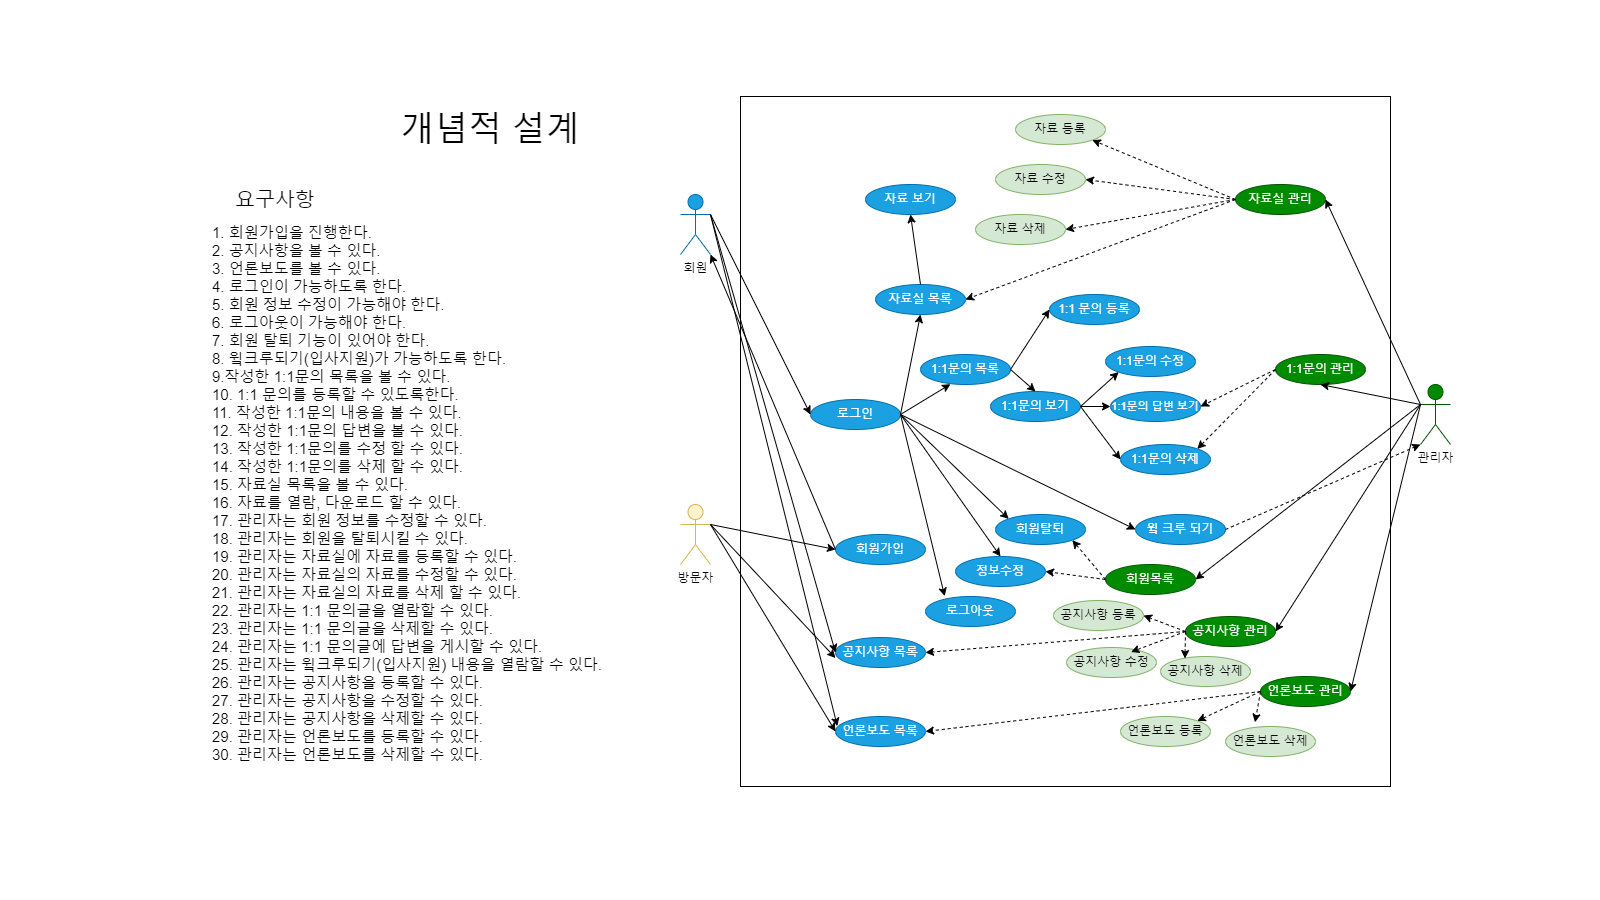 개념적 설계
요구사항
1. 회원가입을 진행한다.
2. 공지사항을 볼 수 있다.
3. 언론보도를 볼 수 있다.
4. 로그인이 가능하도록 한다.
5. 회원 정보 수정이 가능해야 한다.
6. 로그아웃이 가능해야 한다.
7. 회원 탈퇴 기능이 있어야 한다.
8. 웍크루되기(입사지원)가 가능하도록 한다.
9.작성한 1:1문의 목록을 볼 수 있다.
10. 1:1 문의를 등록할 수 있도록한다.
11. 작성한 1:1문의 내용을 볼 수 있다.
12. 작성한 1:1문의 답변을 볼 수 있다.
13. 작성한 1:1문의를 수정 할 수 있다.
14. 작성한 1:1문의를 삭제 할 수 있다.
15. 자료실 목록을 볼 수 있다.
16. 자료를 열람, 다운로드 할 수 있다.
17. 관리자는 회원 정보를 수정할 수 있다.
18. 관리자는 회원을 탈퇴시킬 수 있다.
19. 관리자는 자료실에 자료를 등록할 수 있다.
20. 관리자는 자료실의 자료를 수정할 수 있다.
21. 관리자는 자료실의 자료를 삭제 할 수 있다.
22. 관리자는 1:1 문의글을 열람할 수 있다.
23. 관리자는 1:1 문의글을 삭제할 수 있다.
24. 관리자는 1:1 문의글에 답변을 게시할 수 있다.
25. 관리자는 웍크루되기(입사지원) 내용을 열람할 수 있다.
26. 관리자는 공지사항을 등록할 수 있다.
27. 관리자는 공지사항을 수정할 수 있다.
28. 관리자는 공지사항을 삭제할 수 있다.
29. 관리자는 언론보도를 등록할 수 있다.
30. 관리자는 언론보도를 삭제할 수 있다.
회원
방문자
자료 등록
자료 수정
자료 보기
자료실 관리
자료 삭제
자료실 목록
1:1 문의 등록
1:1문의 목록
1:1문의 수정
1:1문의 관리
1:1문의 보기
1:1문의 답변 보기
로그인
1:1문의 삭제
관리자
회원탈퇴
웍 크루 되기
회원가입
정보수정
회원목록
로그아웃
공지사항 등록
공지사항 관리
공지사항 목록
공지사항 수정
공지사항 삭제
언론보도 관리
언론보도 목록
언론보도 등록
언론보도 삭제